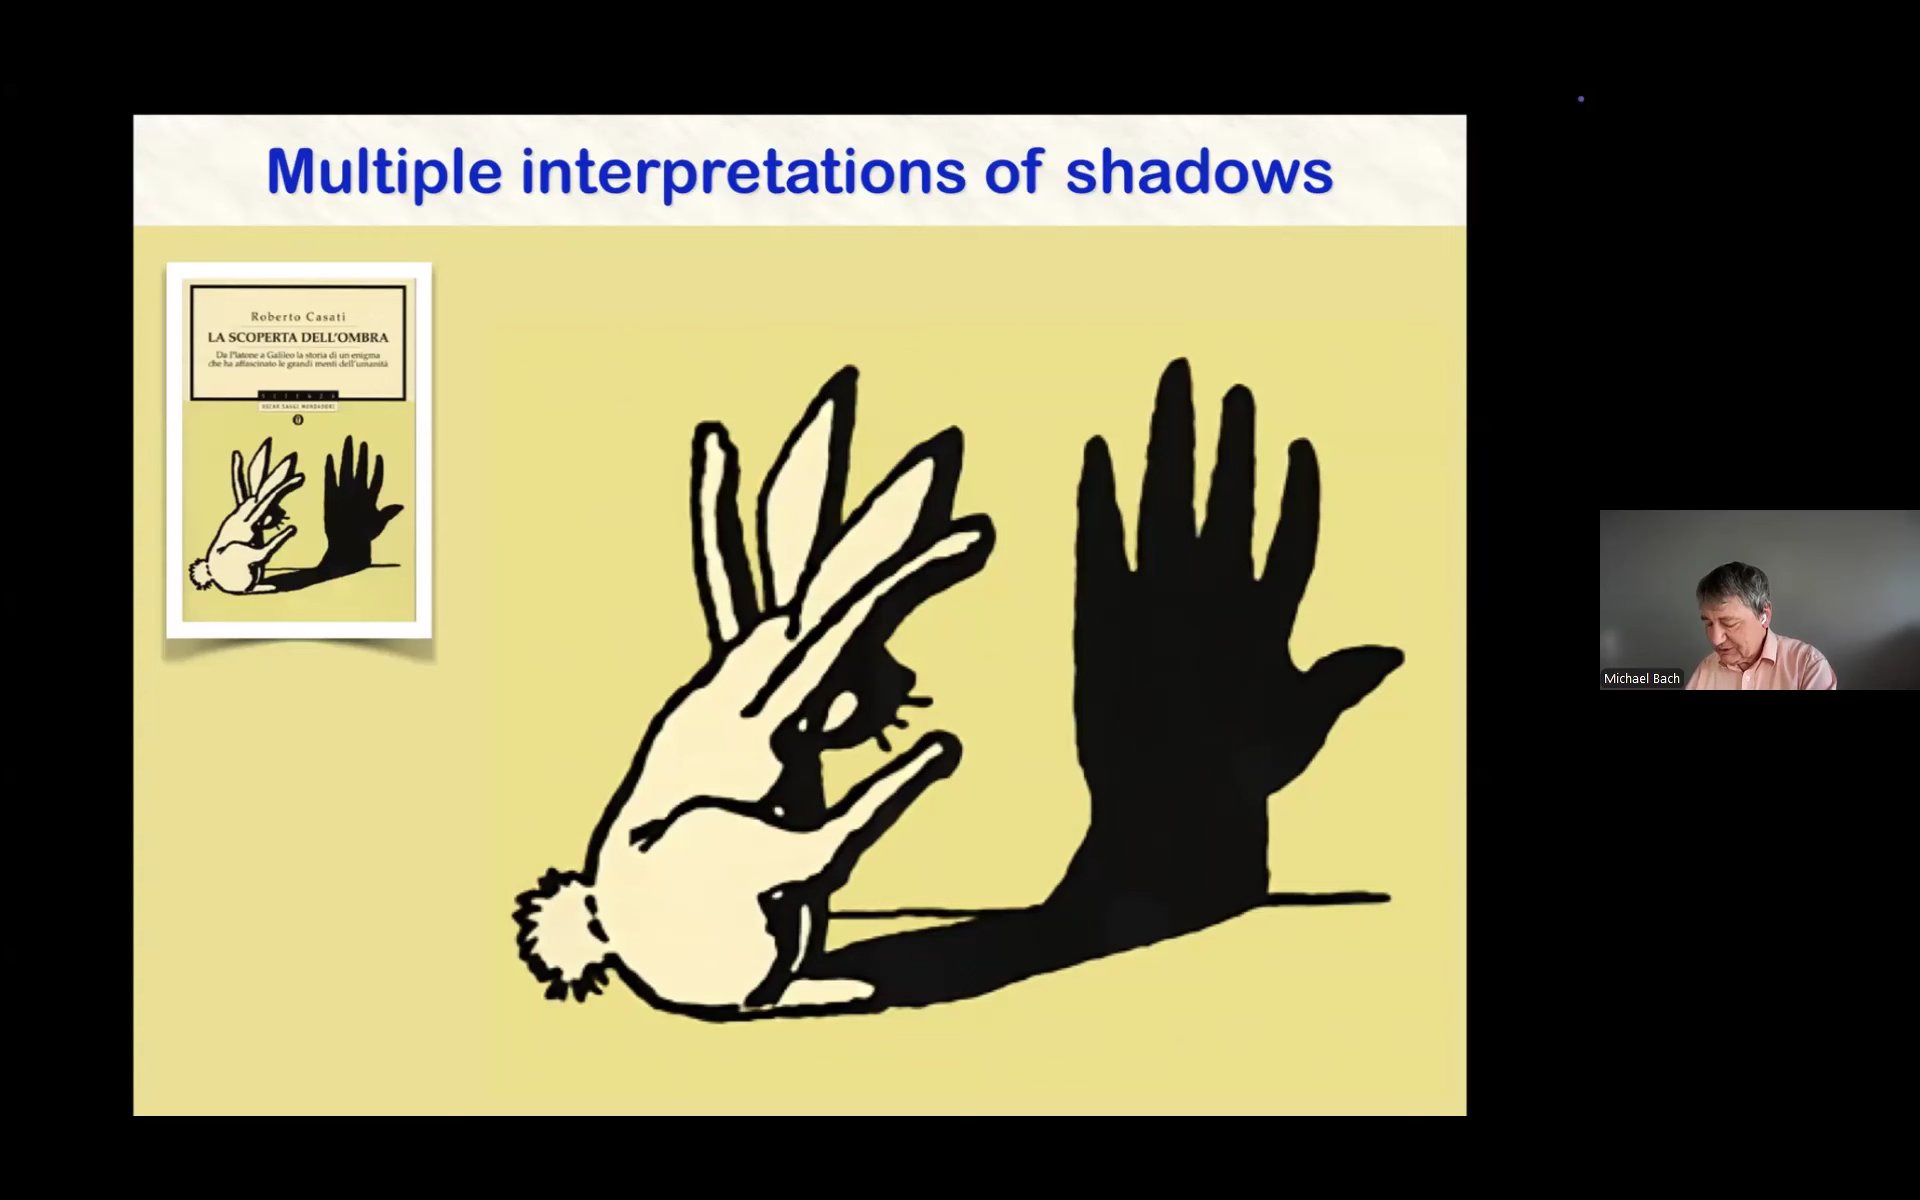 Multiple interpretations of shadows
Roberto Casati
LA SCOPERTA DELL'OMBRA
Da Platone a Galileo la storia di un enigma
che ha affascinato le grandi menti dell'umanità
SCIENZA
OSCAR SAGGI MONDADORI
Michael Bach